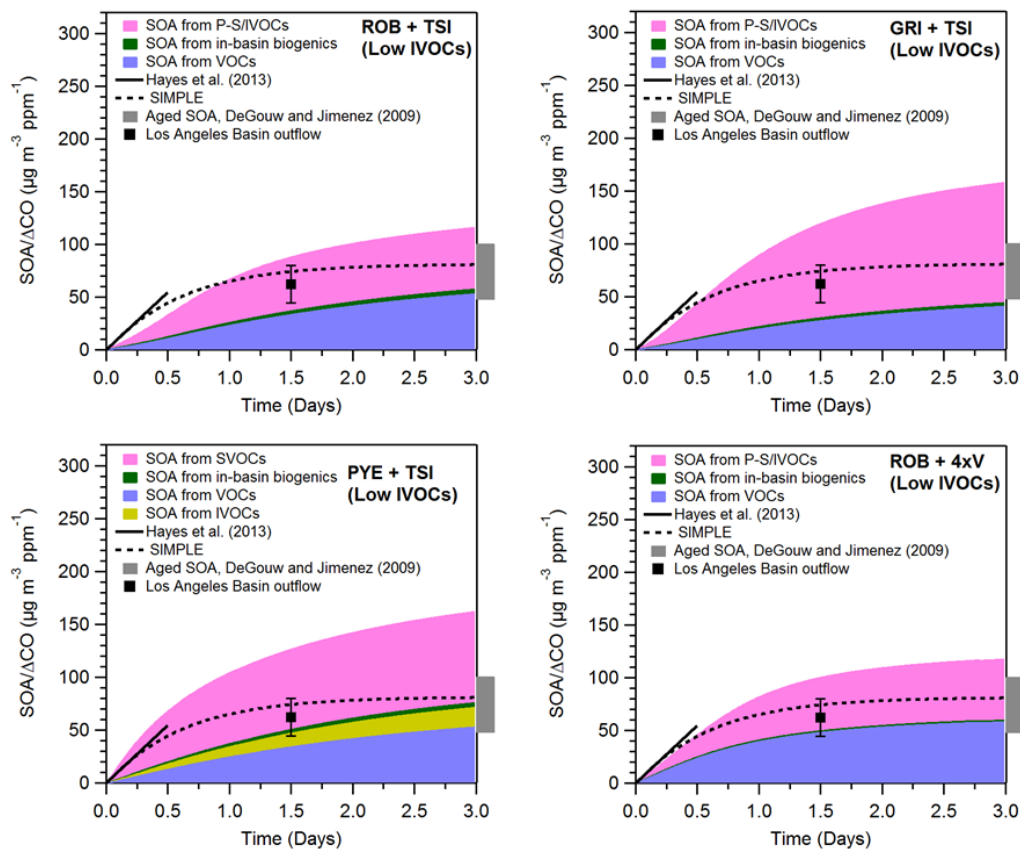 300
250
200
150
100
50
0
SOA/ΔCO (µg m⁻³ ppm⁻¹)
SOA from P-S/IVOCs
SOA from in-basin biogenics
SOA from VOCs
Hayes et al. (2013)
SIMPLE
Aged SOA, DeGouw and Jimenez (2009)
Los Angeles Basin outflow
ROB + TSI
(Low IVOCs)
0.0 0.5 1.0 1.5 2.0 2.5 3.0
Time (Days)
300
250
200
150
100
50
0
SOA/ΔCO (µg m⁻³ ppm⁻¹)
SOA from P-S/IVOCs
SOA from in-basin biogenics
SOA from VOCs
Hayes et al. (2013)
SIMPLE
Aged SOA, DeGouw and Jimenez (2009)
Los Angeles Basin outflow
GRI + TSI
(Low IVOCs)
0.0 0.5 1.0 1.5 2.0 2.5 3.0
Time (Days)
300
250
200
150
100
50
0
SOA/ΔCO (µg m⁻³ ppm⁻¹)
SOA from SVOCs
SOA from in-basin biogenics
SOA from VOCs
SOA from IVOCs
Hayes et al. (2013)
SIMPLE
Aged SOA, DeGouw and Jimenez (2009)
Los Angeles Basin outflow
PYE + TSI
(Low IVOCs)
0.0 0.5 1.0 1.5 2.0 2.5 3.0
Time (Days)
300
250
200
150
100
50
0
SOA/ΔCO (µg m⁻³ ppm⁻¹)
SOA from P-S/IVOCs
SOA from in-basin biogenics
SOA from VOCs
Hayes et al. (2013)
SIMPLE
Aged SOA, DeGouw and Jimenez (2009)
Los Angeles Basin outflow
ROB + 4xV
(Low IVOCs)
0.0 0.5 1.0 1.5 2.0 2.5 3.0
Time (Days)